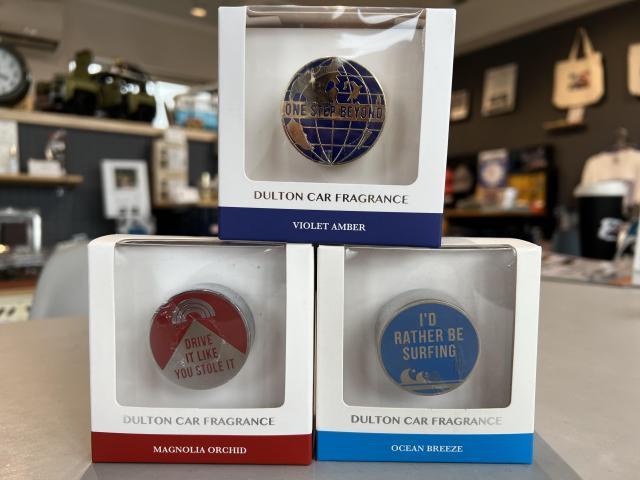 ONE STEP BEYOND
DULTON CAR FRAGRANCE
VIOLET AMBER
DRIVE
IT LIKE
YOU STOLE IT
DULTON CAR FRAGRANCE
MAGNOLIA ORCHID
I'D
RATHER BE
SURFING
DULTON CAR FRAGRANCE
OCEAN BREEZE